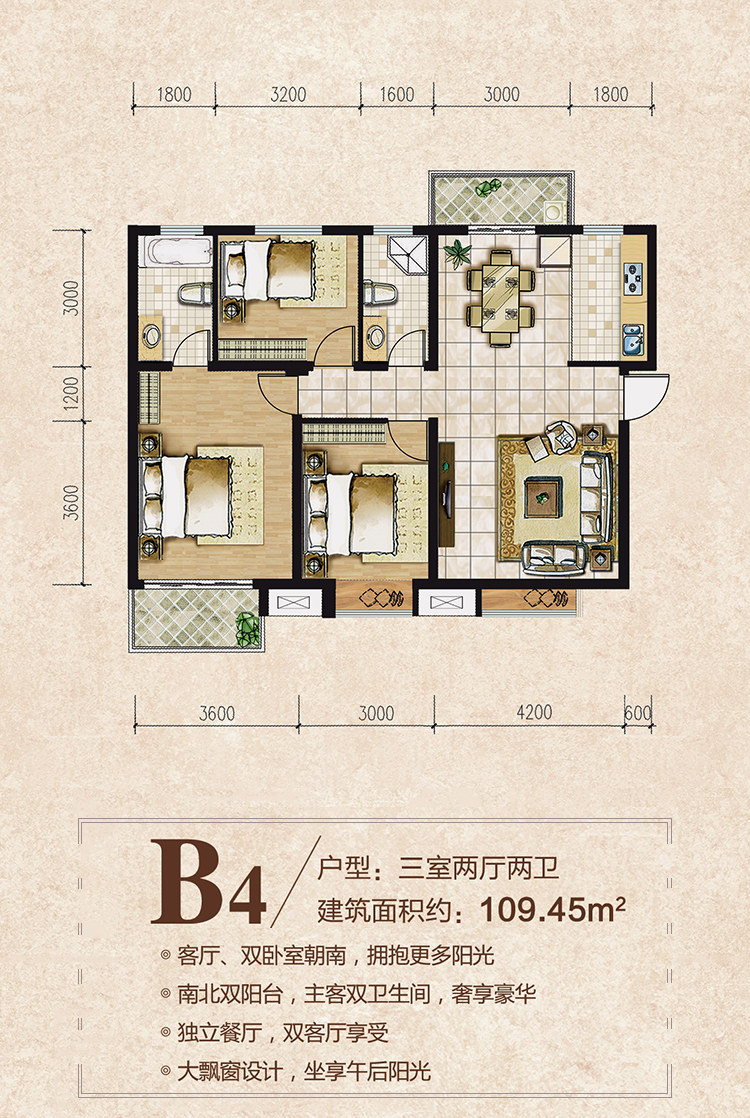 1800 3200 1600 3000 1800
3000
1200
3600
3600 3000 4200 600
B4
户型：三室两厅两卫
建筑面积约：109.45m²
客厅、双卧室朝南，拥抱更多阳光
南北双阳台，主客双卫生间，奢享豪华
独立餐厅，双客厅享受
大飘窗设计，坐享午后阳光